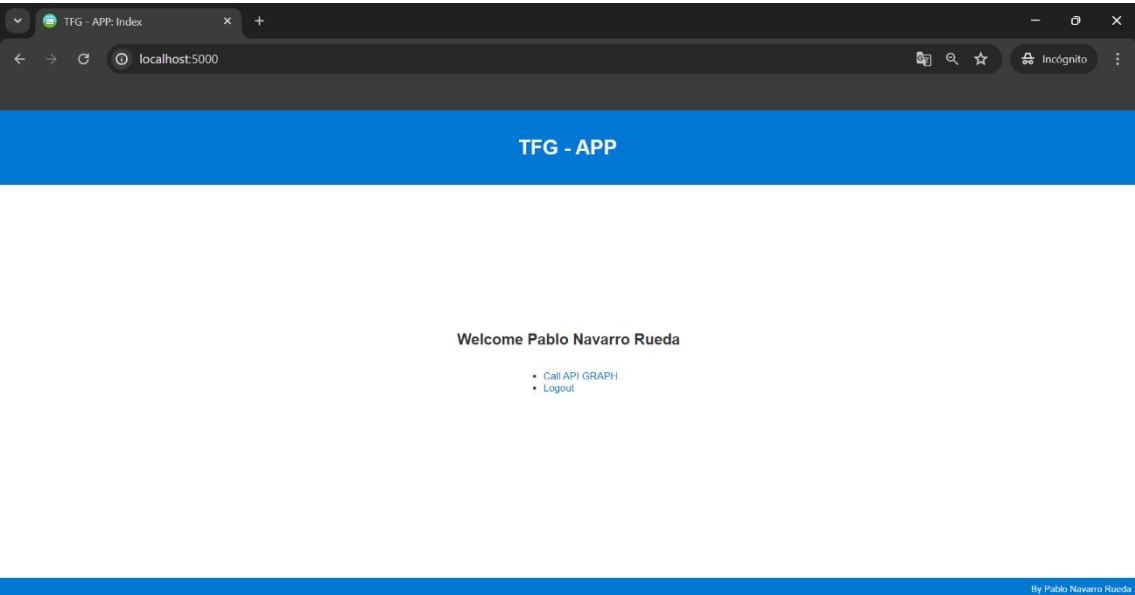 TFG - APP: Index
localhost:5000
Incógnito
TFG - APP
Welcome Pablo Navarro Rueda
Call API GRAPH
Logout
By Pablo Navarro Rueda